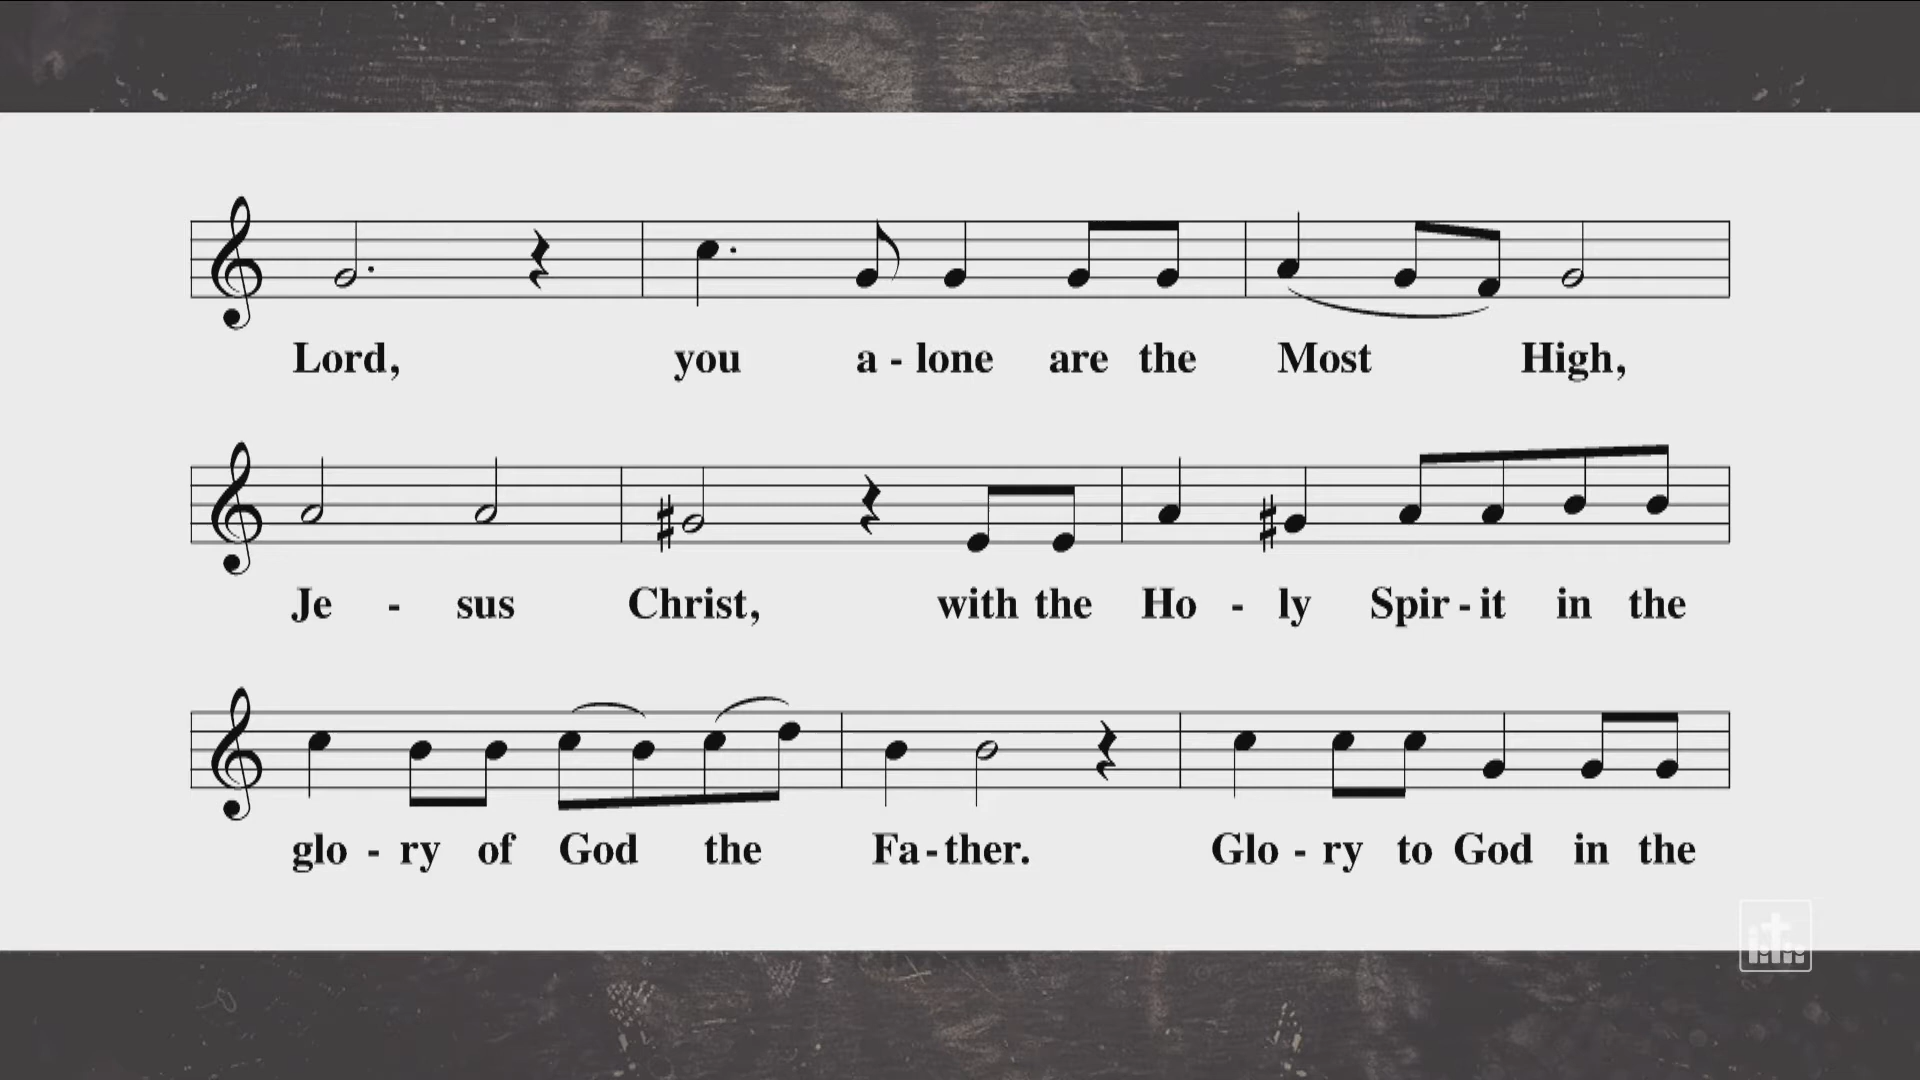 Lord, you a - lone are the Most High,
Je - sus Christ, with the Ho - ly Spir - it in the
glo - ry of God the Fa - ther. Glo - ry to God in the